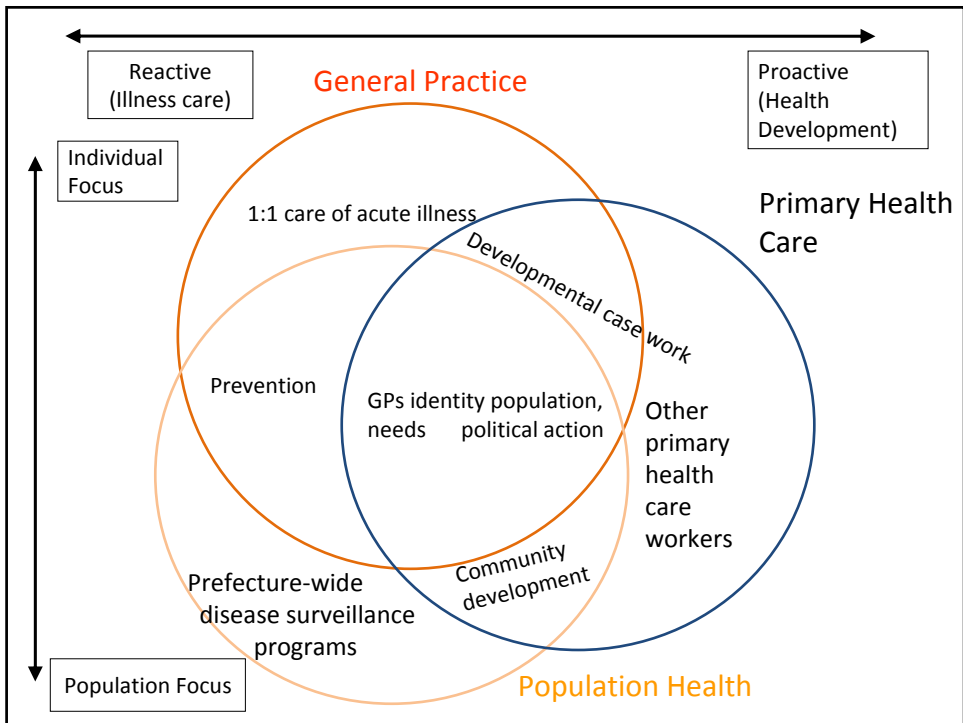 Reactive
(Illness care)
General Practice
Proactive
(Health
Development)
Individual
Focus
1:1 care of acute illness
Primary Health
Care
Developmental case work
Prevention
GPs identity population,
needs political action
Other
primary
health
care
workers
Community
development
Prefecture-wide
disease surveillance
programs
Population Focus
Population Health